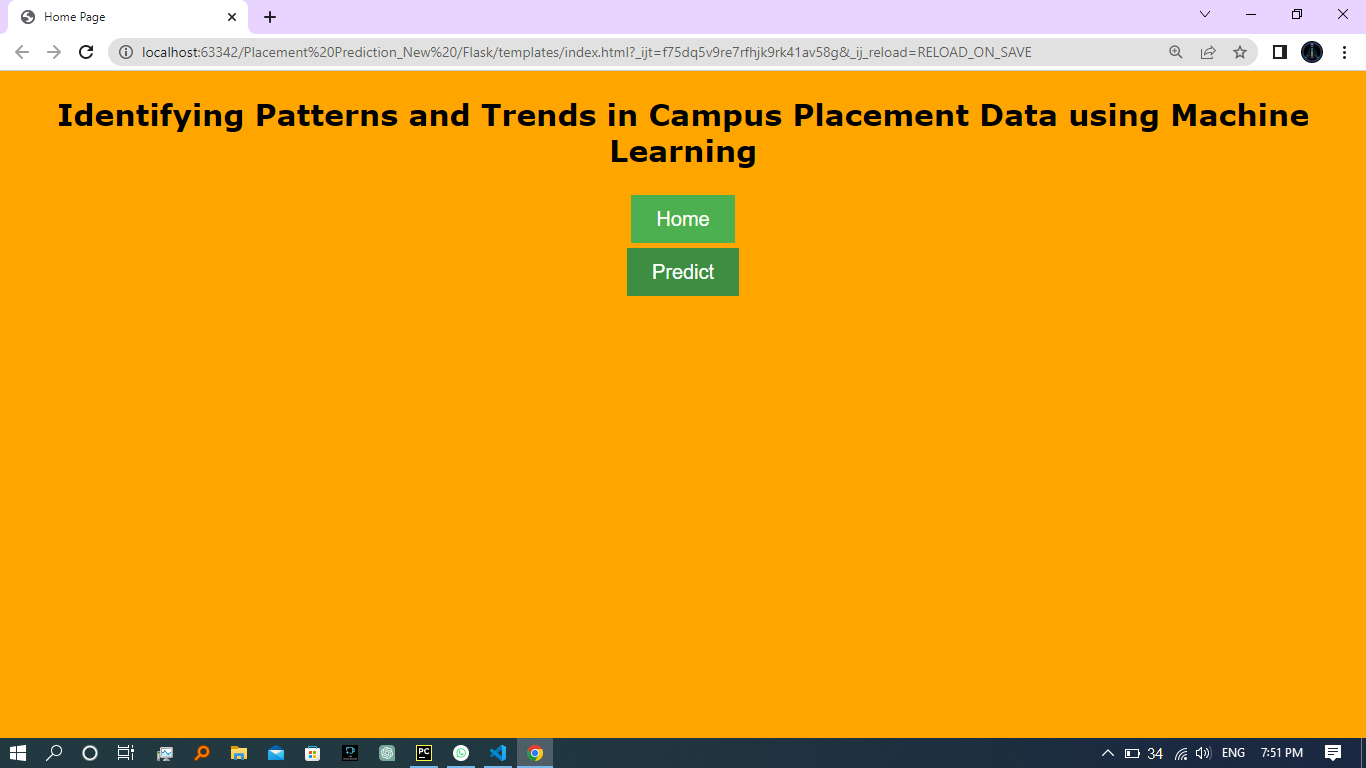 Home Page
localhost:63342/Placement%20Prediction_New%20/Flask/templates/index.html?_ijt=f75dq5v9re7rfhjk9rk41av58g&_ij_reload=RELOAD_ON_SAVE
Identifying Patterns and Trends in Campus Placement Data using Machine
Learning
Home
Predict
PC
34
ENG
7:51 PM